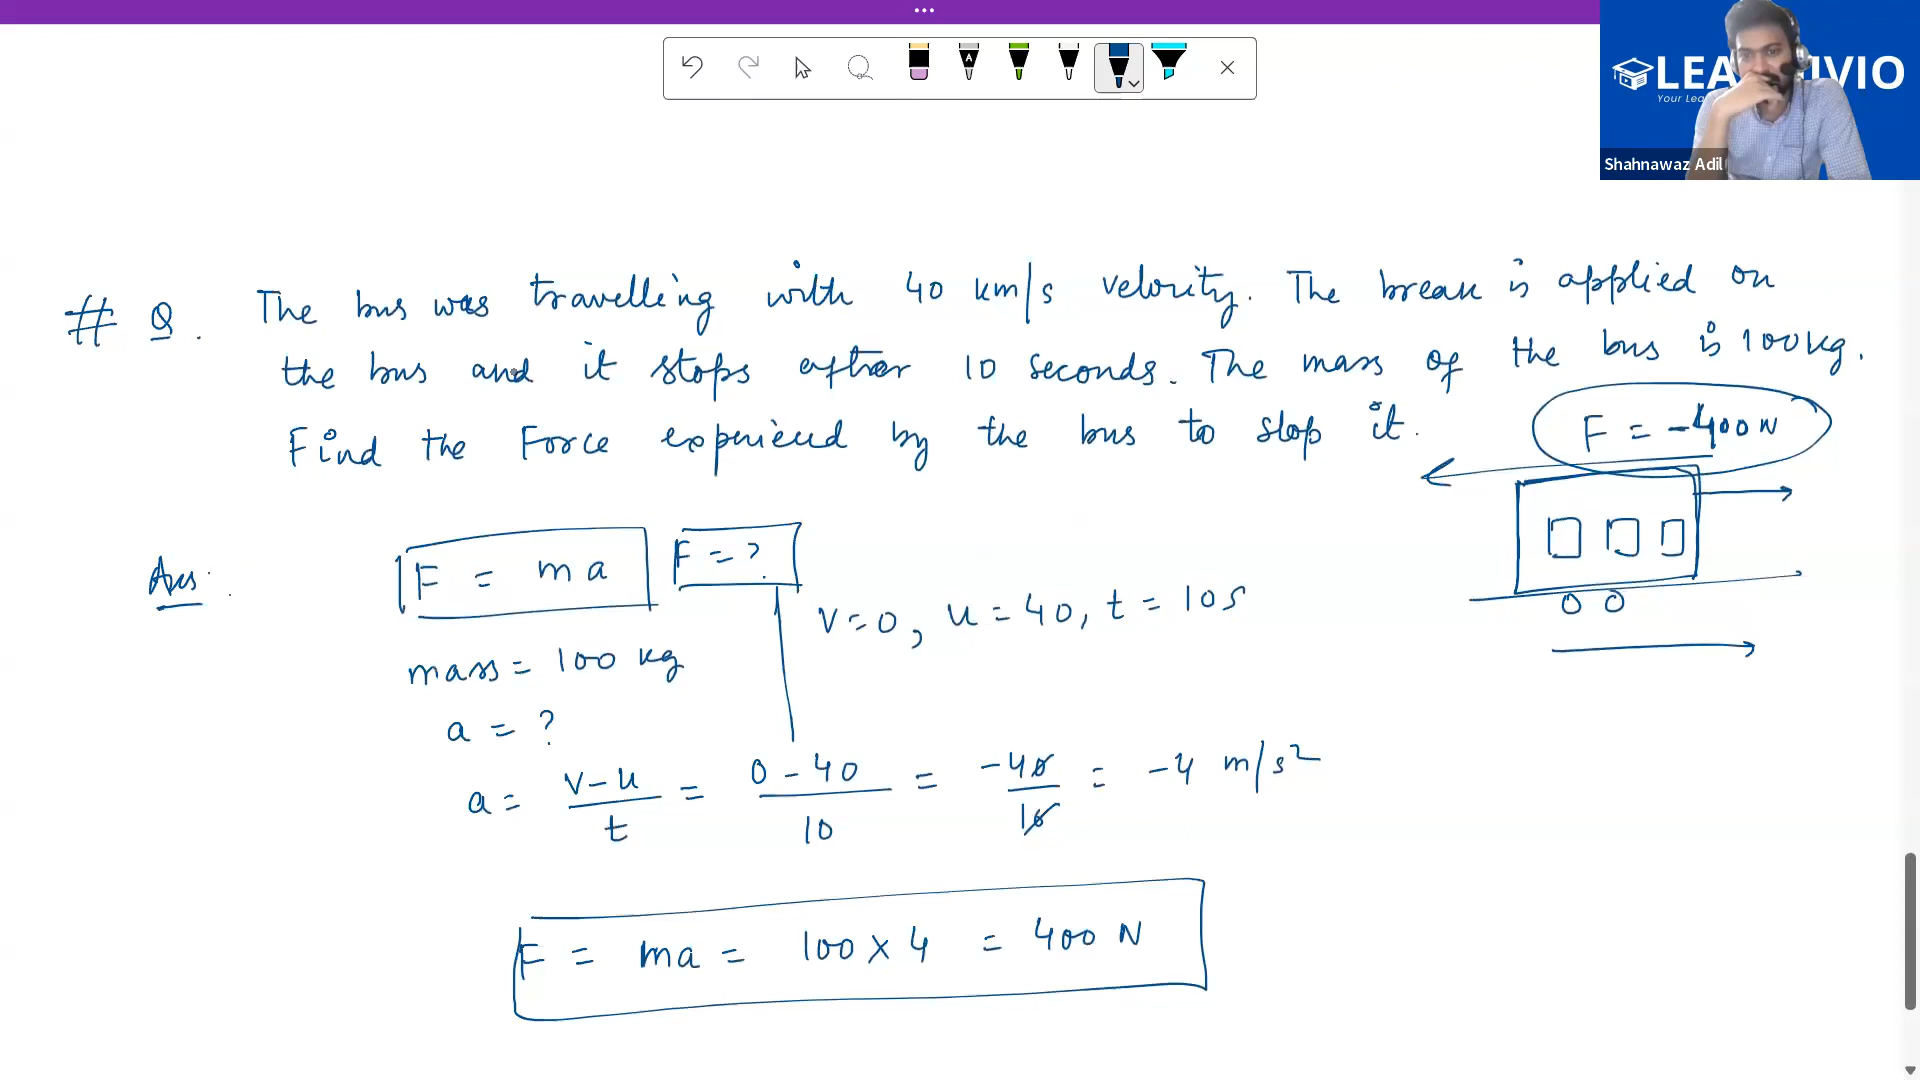 LEA
VIO
Your Lea
Shahnawaz Adil
# Q. The bus was travelling with 40 km/s velority. The break is applied on
the bus and it stops after 10 seconds. The mass of the bus is 100kg.
Find the Force experienced by the bus to stop it.
F = -400N
Ans:
F = ma
F = ?
v=0, u=40, t=10s
mass = 100 kg
a = ?
a = v-u/t = 0-40/10 = -40/10 = -4 m/s²
F = ma = 100 x 4 = 400 N